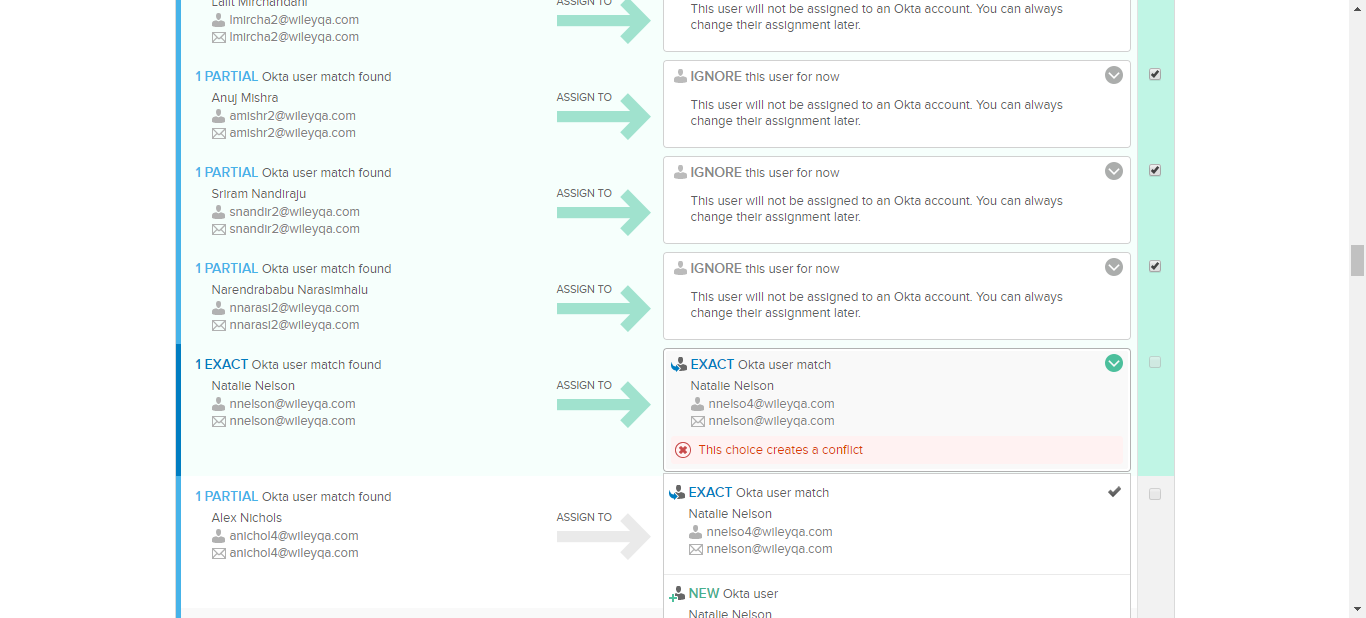 Lalit Mirchandani
lmircha2@wileyqa.com
lmircha2@wileyqa.com
ASSIGN TO
This user will not be assigned to an Okta account. You can always
change their assignment later.
1 PARTIAL Okta user match found
Anuj Mishra
amishr2@wileyqa.com
amishr2@wileyqa.com
ASSIGN TO
IGNORE this user for now
This user will not be assigned to an Okta account. You can always
change their assignment later.
1 PARTIAL Okta user match found
Sriram Nandiraju
snandir2@wileyqa.com
snandir2@wileyqa.com
ASSIGN TO
IGNORE this user for now
This user will not be assigned to an Okta account. You can always
change their assignment later.
1 PARTIAL Okta user match found
Narendrababu Narasimhalu
nnarasi2@wileyqa.com
nnarasi2@wileyqa.com
ASSIGN TO
IGNORE this user for now
This user will not be assigned to an Okta account. You can always
change their assignment later.
1 EXACT Okta user match found
Natalie Nelson
nnelson@wileyqa.com
nnelson@wileyqa.com
ASSIGN TO
EXACT Okta user match
Natalie Nelson
nnelso4@wileyqa.com
nnelson@wileyqa.com
This choice creates a conflict
1 PARTIAL Okta user match found
Alex Nichols
anichol4@wileyqa.com
anichol4@wileyqa.com
ASSIGN TO
EXACT Okta user match
Natalie Nelson
nnelso4@wileyqa.com
nnelson@wileyqa.com
NEW Okta user
Natalie Nelson